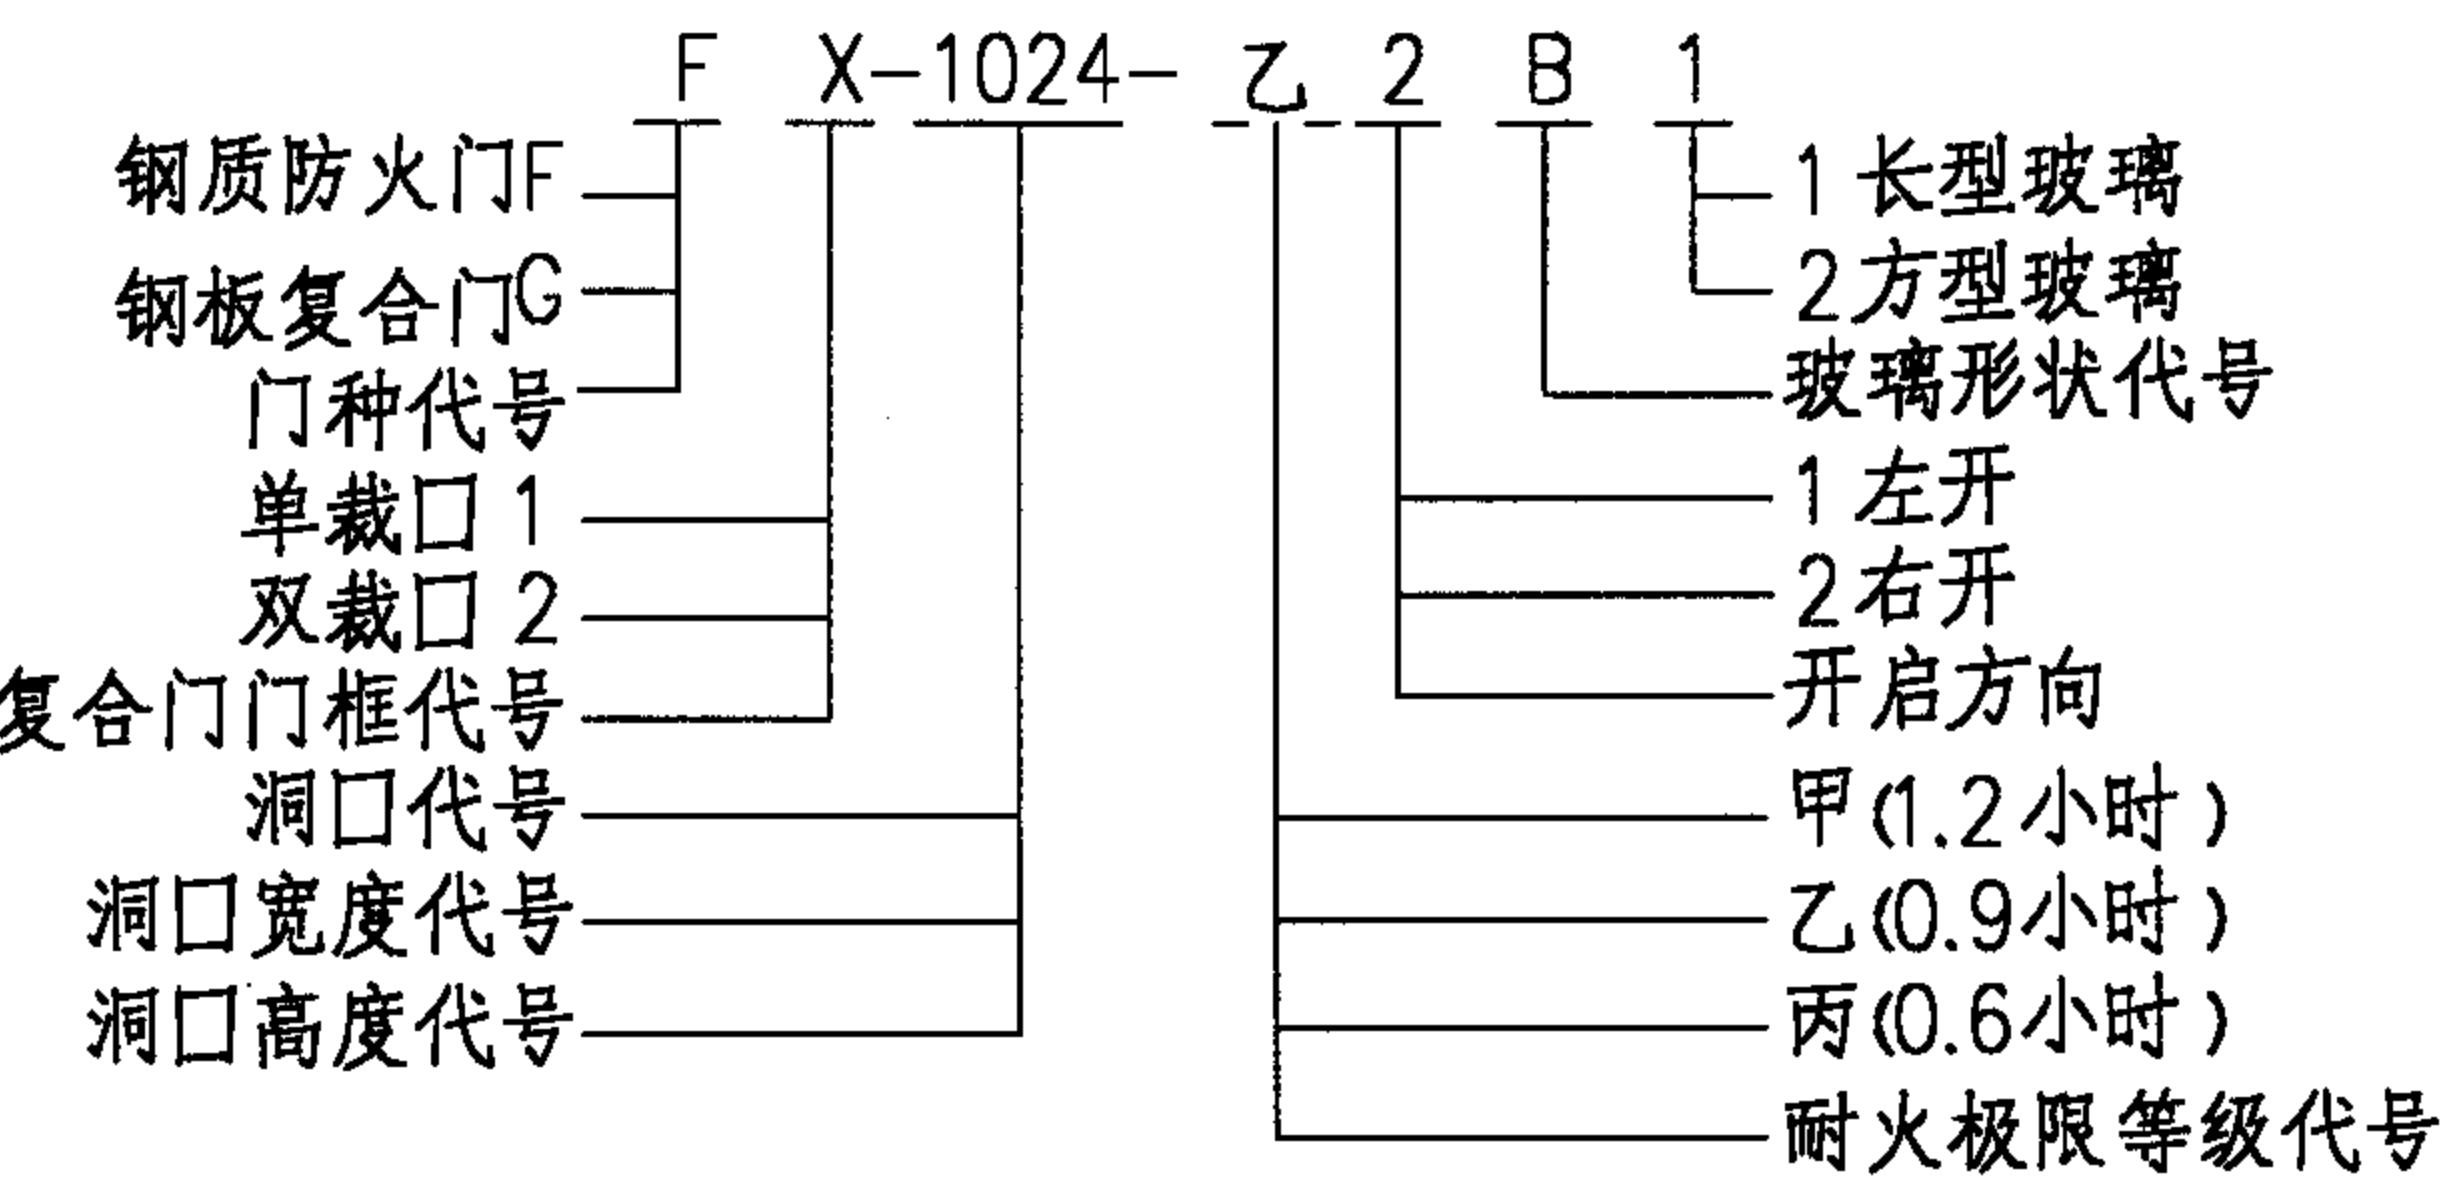 F X-1024-乙 2 B 1
钢质防火门F
钢板复合门G
门种代号
单裁口 1
双裁口 2
复合门门框代号
洞口代号
洞口宽度代号
洞口高度代号
1 长型玻璃
2 方型玻璃
玻璃形状代号
1 左开
2 右开
开启方向
甲(1.2小时)
乙(0.9小时)
丙(0.6小时)
耐火极限等级代号